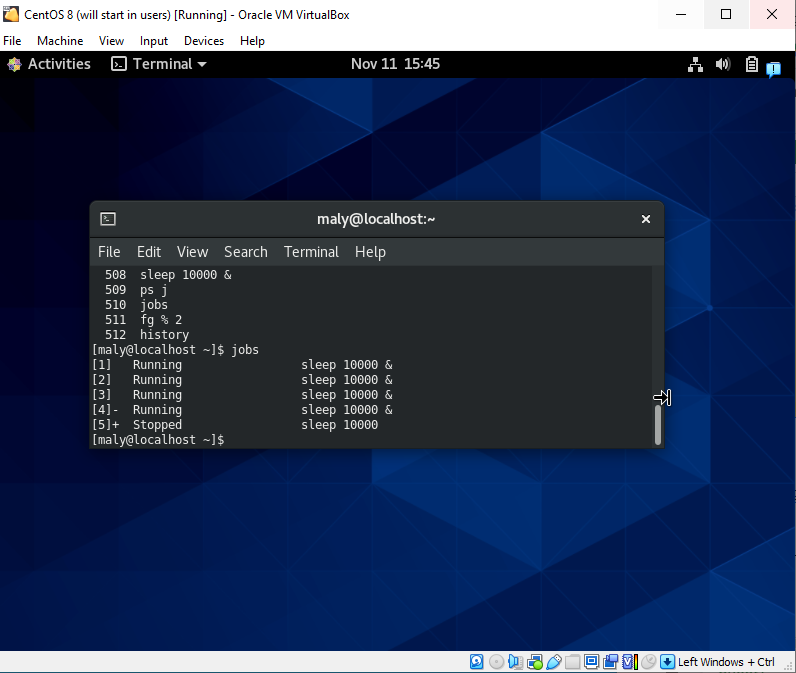 CentOS 8 (will start in users) [Running] - Oracle VM VirtualBox
File Machine View Input Devices Help
Activities Terminal Nov 11 15:45
maly@localhost:~
File Edit View Search Terminal Help
508 sleep 10000 &
509 ps j
510 jobs
511 fg % 2
512 history
[maly@localhost ~]$ jobs
[1] Running sleep 10000 &
[2] Running sleep 10000 &
[3] Running sleep 10000 &
[4]- Running sleep 10000 &
[5]+ Stopped sleep 10000
[maly@localhost ~]$
Left Windows + Ctrl